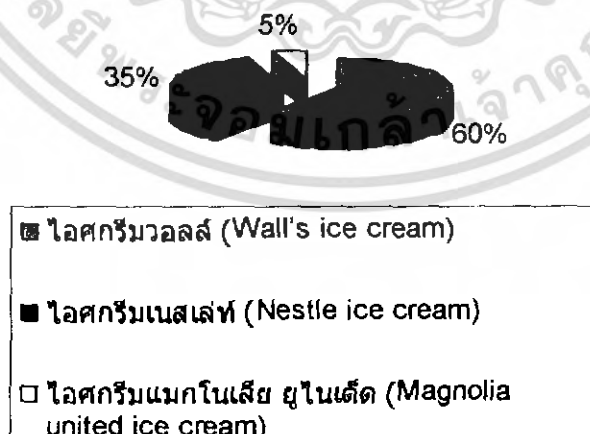 5%
35%
60%
ไอศกรีมวอลล์ (Wall's ice cream)
ไอศกรีมเนสเล่ท์ (Nestle ice cream)
ไอศกรีมแมกโนเลีย ยูไนเต็ด (Magnolia
united ice cream)